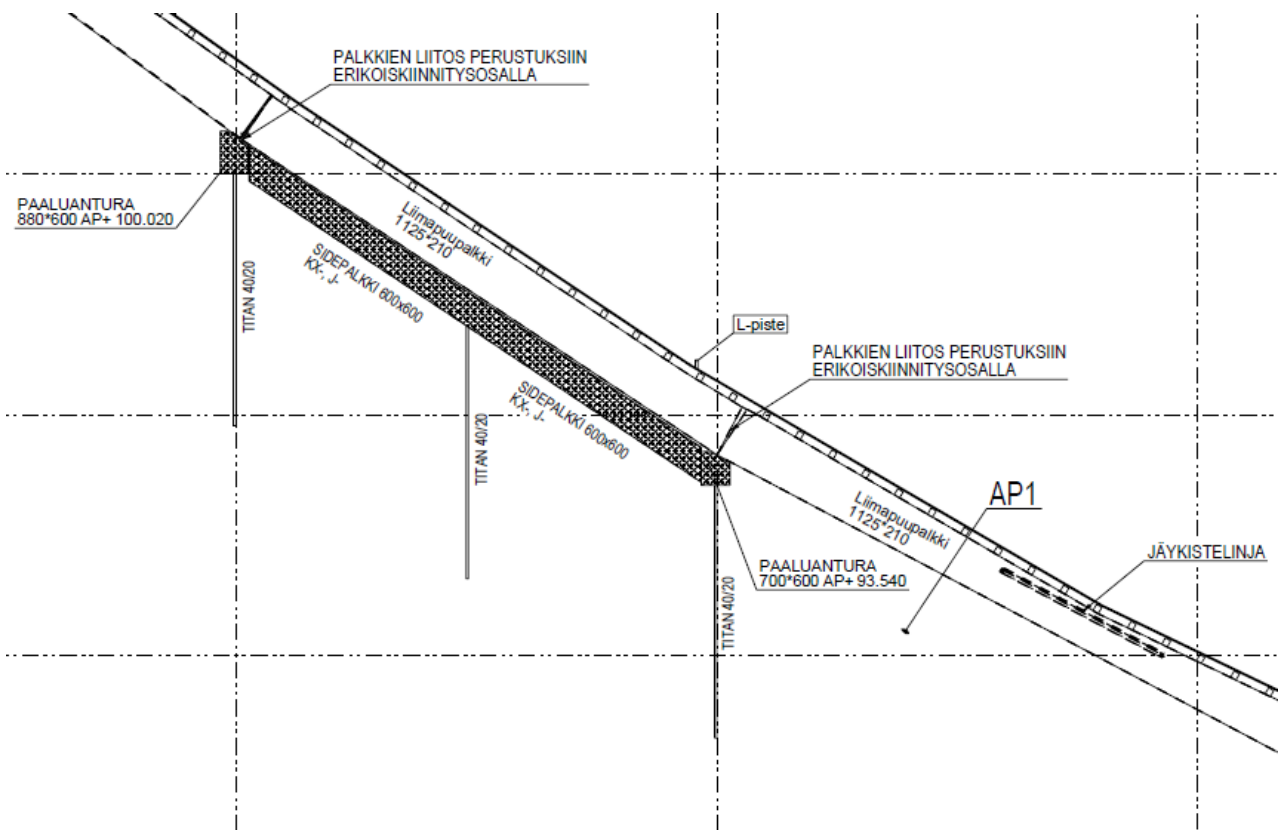 PALKKIEN LIITOS PERUSTUKSIIN
ERIKOISKIINNITYSOSALLA
PAALUANTURA
880*600 AP+ 100.020
Liimapuupalkki
1125*210
SIDEPALKKI 600x600
KX-, J-
TITAN 40/20
L-piste
PALKKIEN LIITOS PERUSTUKSIIN
ERIKOISKIINNITYSOSALLA
SIDEPALKKI 600x600
KX-, J-
TITAN 40/20
Liimapuupalkki
1125*210
AP1
JÄYKISTELINJA
PAALUANTURA
700*600 AP+ 93.540
TITAN 40/20